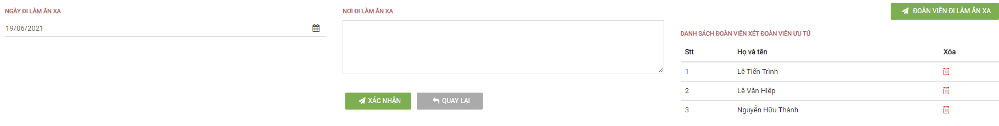 NGÀY ĐI LÀM ĂN XA
19/06/2021
NƠI ĐI LÀM ĂN XA
XÁC NHẬN
QUAY LẠI
ĐOÀN VIÊN ĐI LÀM ĂN XA
DANH SÁCH ĐOÀN VIÊN XÉT ĐOÀN VIÊN ƯU TÚ
Stt Họ và tên Xóa
1 Lê Tiến Trình
2 Lê Văn Hiệp
3 Nguyễn Hữu Thành